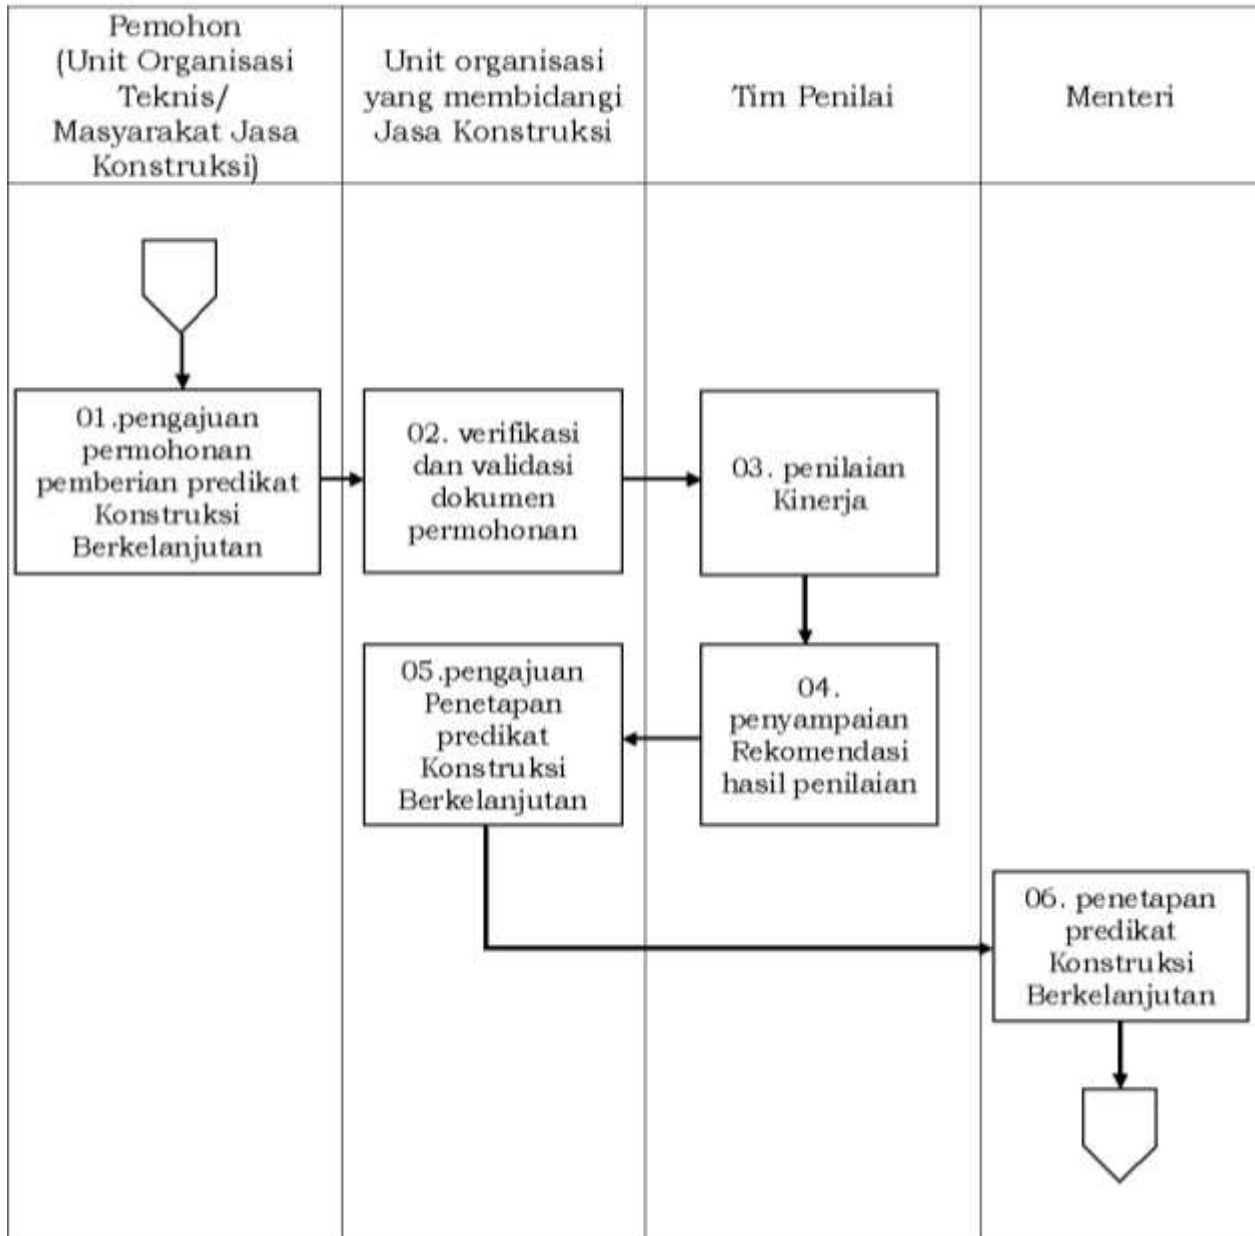 Pemohon
(Unit Organisasi
Teknis/
Masyarakat Jasa
Konstruksi)
Unit organisasi
yang membidangi
Jasa Konstruksi
Tim Penilai
Menteri
01.pengajuan
permohonan
pemberian predikat
Konstruksi
Berkelanjutan
02. verifikasi
dan validasi
dokumen
permohonan
03. penilaian
Kinerja
04.
penyampaian
Rekomendasi
hasil penilaian
05.pengajuan
Penetapan
predikat
Konstruksi
Berkelanjutan
06. penetapan
predikat
Konstruksi
Berkelanjutan